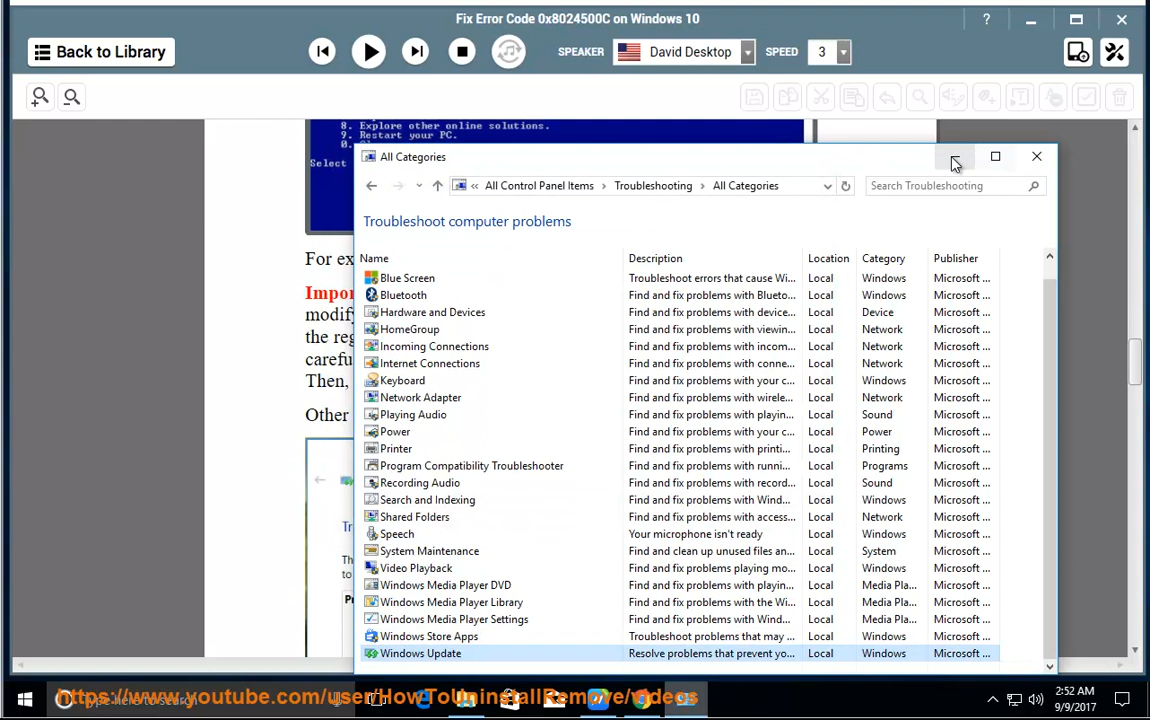 Fix Error Code 0x8024500C on Windows 10
?
Back to Library
SPEAKER David Desktop SPEED 3
8. Explore other online solutions.
9. Restart your PC.
0.
Select
All Categories
All Control Panel Items > Troubleshooting > All Categories
Search Troubleshooting
Troubleshoot computer problems
For ex
Impor
modify
the reg
carefu
Then,
Other
Name Description Location Category Publisher
Blue Screen Troubleshoot errors that cause Wi... Local Windows Microsoft ...
Bluetooth Find and fix problems with Blueto... Local Windows Microsoft ...
Hardware and Devices Find and fix problems with device... Local Device Microsoft ...
HomeGroup Find and fix problems with viewin... Local Network Microsoft ...
Incoming Connections Find and fix problems with incom... Local Network Microsoft ...
Internet Connections Find and fix problems with conne... Local Network Microsoft ...
Keyboard Find and fix problems with your c... Local Windows Microsoft ...
Network Adapter Find and fix problems with wirele... Local Network Microsoft ...
Playing Audio Find and fix problems with playin... Local Sound Microsoft ...
Power Find and fix problems with your c... Local Power Microsoft ...
Printer Find and fix problems with printi... Local Printing Microsoft ...
Program Compatibility Troubleshooter Find and fix problems with runni... Local Programs Microsoft ...
Recording Audio Find and fix problems with record... Local Sound Microsoft ...
Search and Indexing Find and fix problems with Wind... Local Windows Microsoft ...
Shared Folders Find and fix problems with access... Local Network Microsoft ...
Speech Your microphone isn't ready Local Windows Microsoft ...
System Maintenance Find and clean up unused files an... Local System Microsoft ...
Video Playback Find and fix problems playing mo... Local Windows Microsoft ...
Windows Media Player DVD Find and fix problems with playin... Local Media Pla... Microsoft ...
Windows Media Player Library Find and fix problems with the Wi... Local Media Pla... Microsoft ...
Windows Media Player Settings Find and fix problems with Wind... Local Media Pla... Microsoft ...
Windows Store Apps Troubleshoot problems that may ... Local Windows Microsoft ...
Windows Update Resolve problems that prevent yo... Local Windows Microsoft ...
Tr
Th
to
Pr
https://www.youtube.com/user/HowToUninstallRemove/videos
Type here to search
2:52 AM
9/9/2017